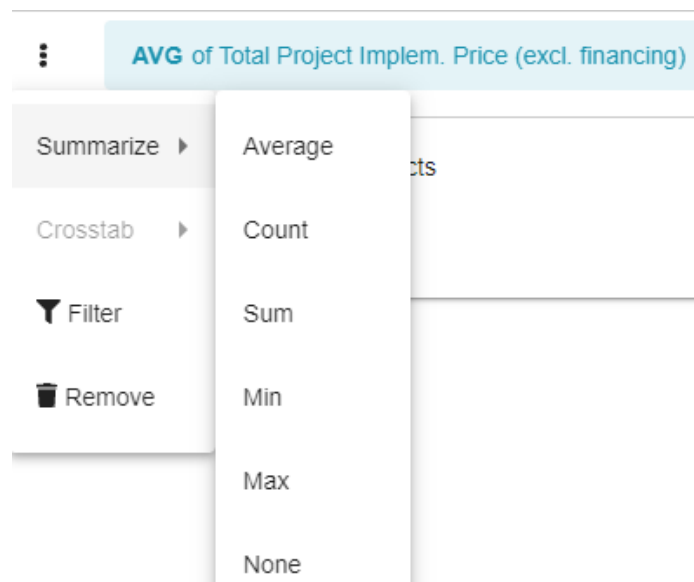 AVG of Total Project Implem. Price (excl. financing)
Summarize
Average
Crosstab
Count
Filter
Sum
Remove
Min
Max
None